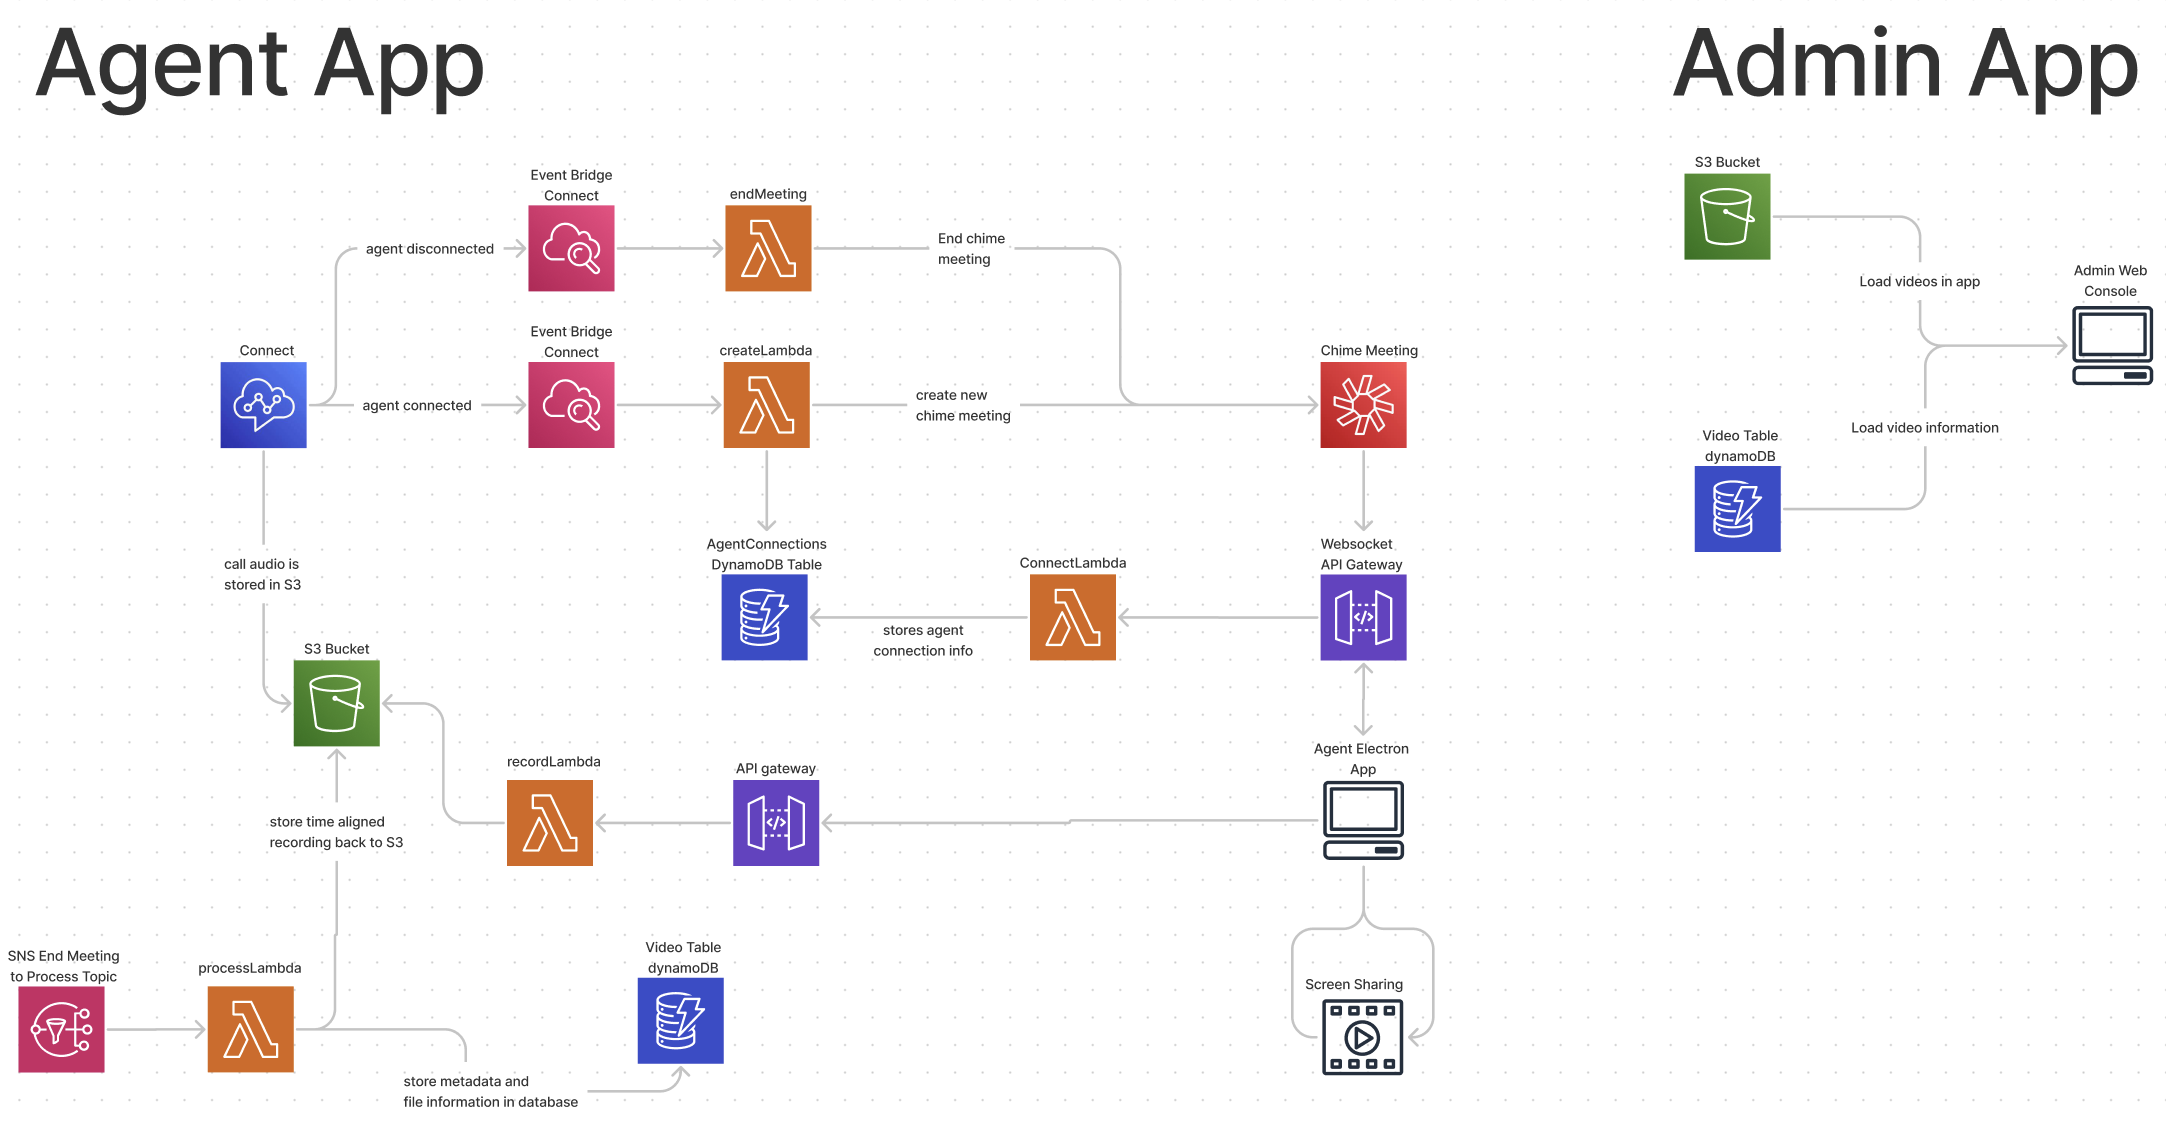 Agent App
Admin App
S3 Bucket
Event Bridge
Connect
endMeeting
agent disconnected
End chime
meeting
Load videos in app
Admin Web
Console
Event Bridge
Connect
Connect
createLambda
Chime Meeting
agent connected
create new
chime meeting
Load video information
Video Table
dynamoDB
call audio is
stored in S3
AgentConnections
DynamoDB Table
ConnectLambda
Websocket
API Gateway
</>
stores agent
connection info
S3 Bucket
recordLambda
API gateway
</>
Agent Electron
App
store time aligned
recording back to S3
SNS End Meeting
to Process Topic
processLambda
Video Table
dynamoDB
Screen Sharing
store metadata and
file information in database